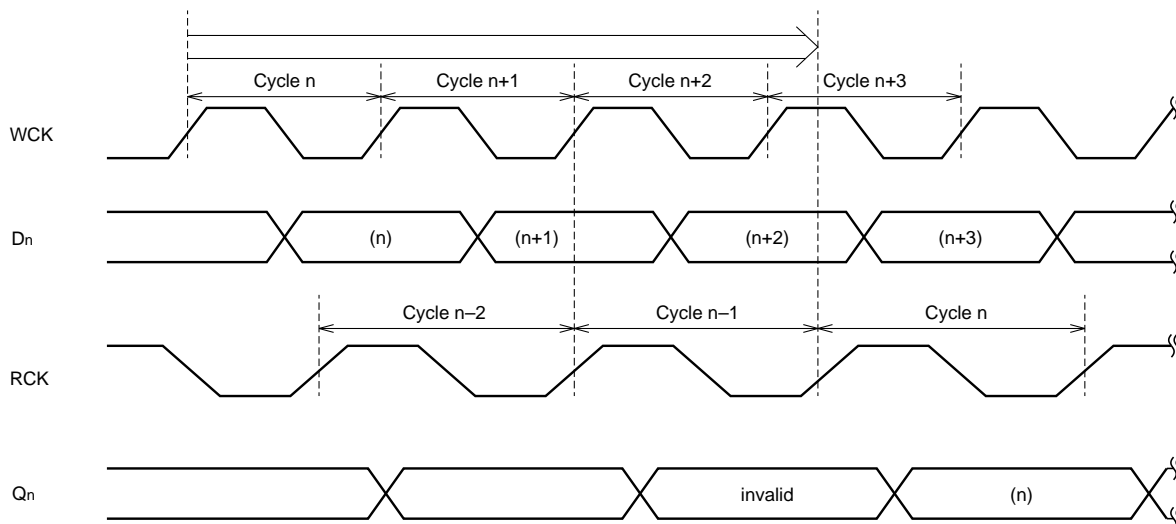 Cycle n
Cycle n+1
Cycle n+2
Cycle n+3
WCK
Dn
(n)
(n+1)
(n+2)
(n+3)
Cycle n–2
Cycle n–1
Cycle n
RCK
Qn
invalid
(n)